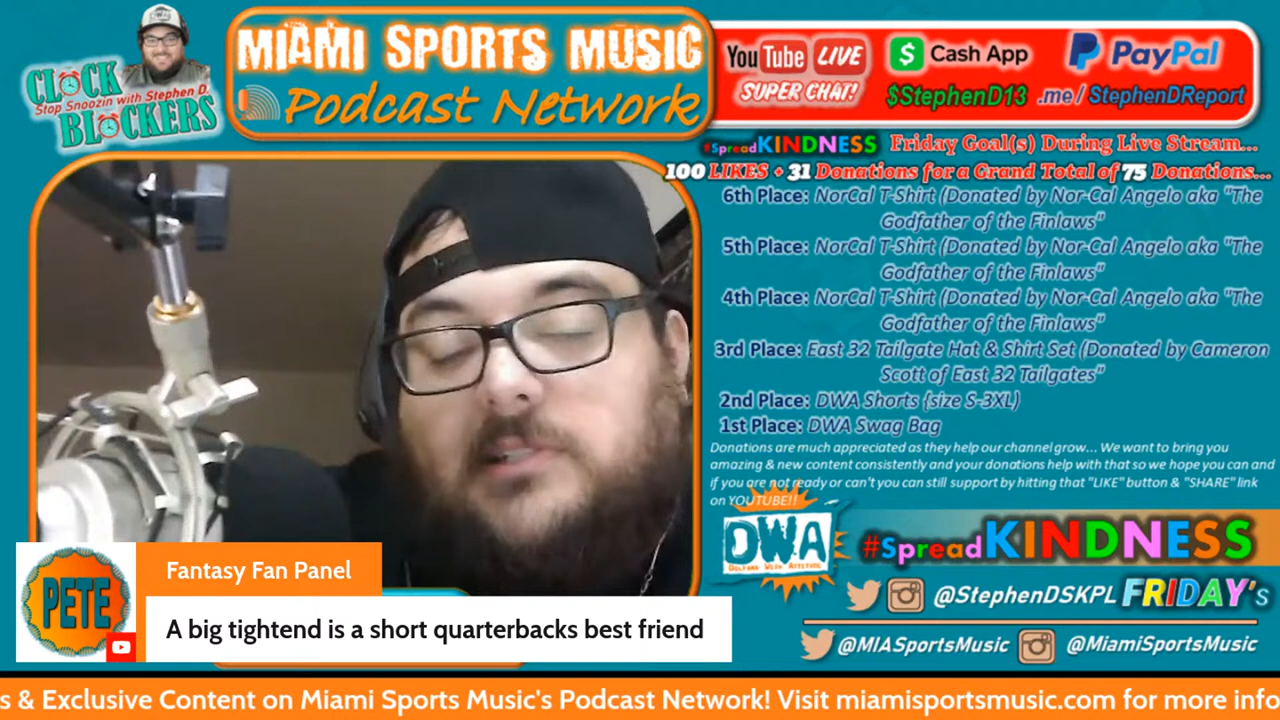 DWA
CLOCK
Stop Snoozin with Stephen D.
BLOCKERS
MIAMI SPORTS MUSIC
Podcast Network
YouTube LIVE
SUPER CHAT!
$ Cash App
$StephenD13
PayPal
.me/StephenDReport
#SpreadKINDNESS Friday Goal(s) During Live Stream...
100 LIKES + 31 Donations for a Grand Total of 75 Donations...
6th Place: NorCal T-Shirt (Donated by Nor-Cal Angelo aka "The
Godfather of the Finlaws"
5th Place: NorCal T-Shirt (Donated by Nor-Cal Angelo aka "The
Godfather of the Finlaws"
4th Place: NorCal T-Shirt (Donated by Nor-Cal Angelo aka "The
Godfather of the Finlaws"
3rd Place: East 32 Tailgate Hat & Shirt Set (Donated by Cameron
Scott of East 32 Tailgates"
2nd Place: DWA Shorts {size S-3XL)
1st Place: DWA Swag Bag
Donations are much appreciated as they help our channel grow... We want to bring you
amazing & new content consistently and your donations help with that so we hope you can and
if you are not ready or can't you can still support by hitting that "LIKE" button & "SHARE" link
on YOUTUBE!!
DWA
DOLFANS WITH ATTITUDE
#SpreadKINDNESS
@StephenDSKPL FRIDAY's
@MIASportsMusic @MiamiSportsMusic
PETE
Fantasy Fan Panel
A big tightend is a short quarterbacks best friend
s & Exclusive Content on Miami Sports Music's Podcast Network! Visit miamisportsmusic.com for more info